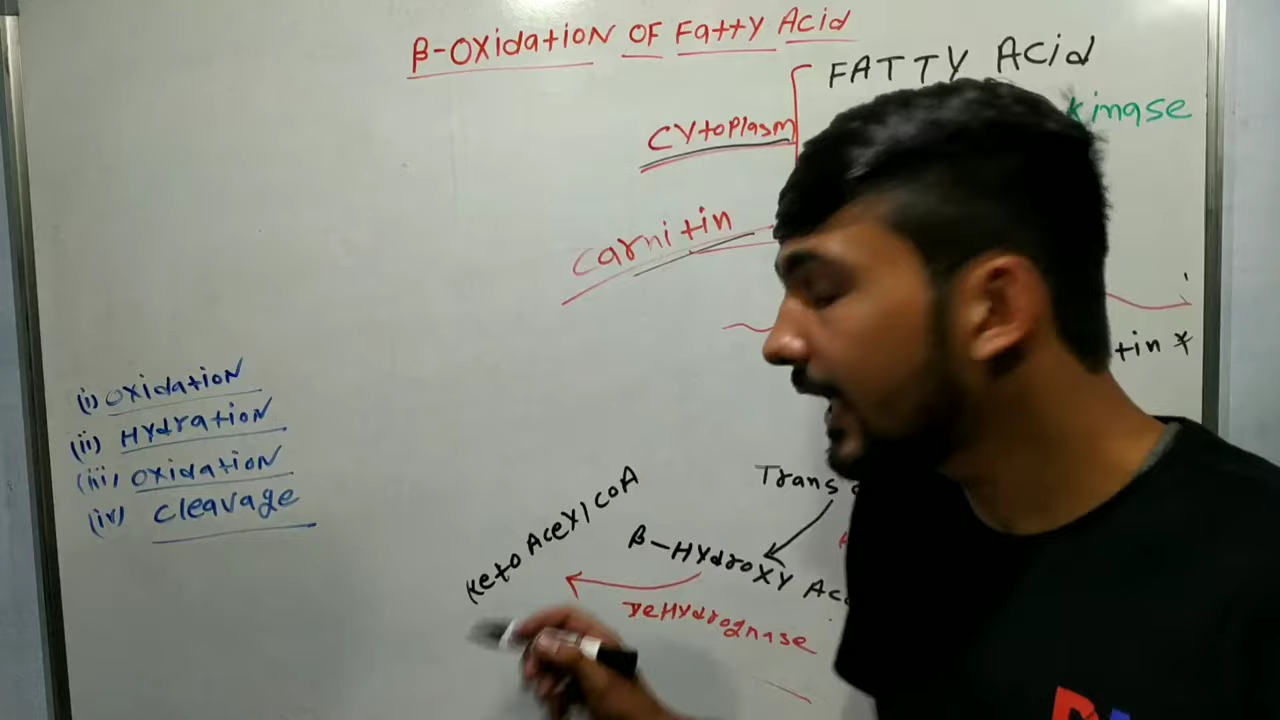 β-OXidatioN OF Fatty Acid
FATTY ACid
Kinase
CYtoPlasm
Carnitin
tin *
(i) OXidatioN
(ii) HYdratioN
(iii) OXidatioN
(iv) Cleavage
Trans
β-HYdroXY Ac
Keto AceXl CoA
DeHYdrognase